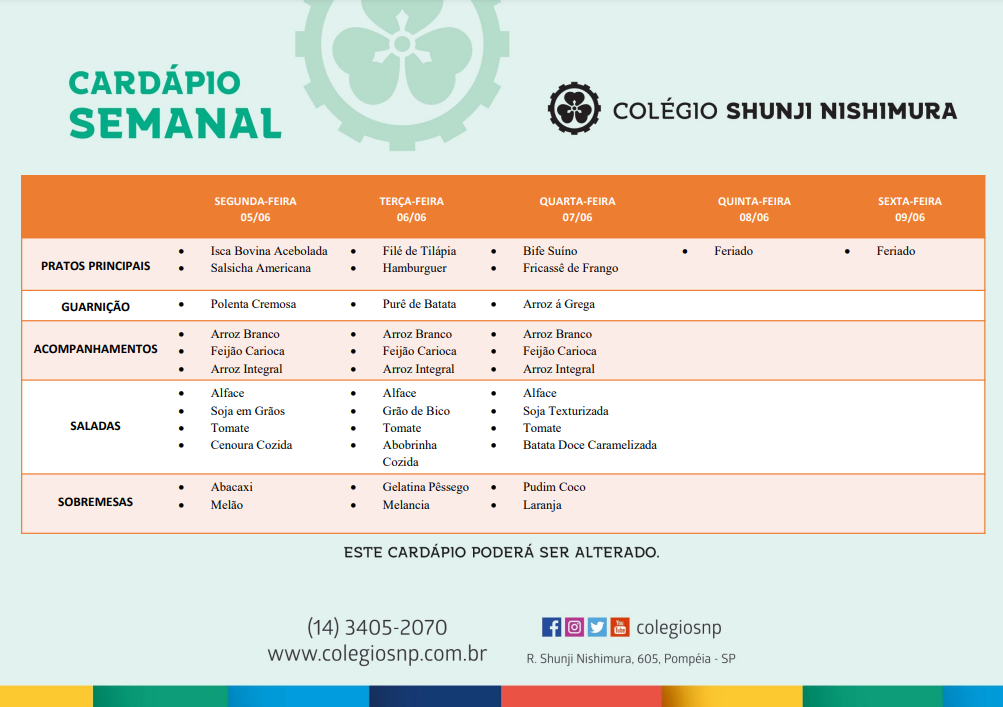 CARDÁPIO
SEMANAL
COLÉGIO SHUNJI NISHIMURA
SEGUNDA-FEIRA
05/06
TERÇA-FEIRA
06/06
QUARTA-FEIRA
07/06
QUINTA-FEIRA
08/06
SEXTA-FEIRA
09/06
PRATOS PRINCIPAIS
• Isca Bovina Acebolada
• Salsicha Americana
• Filé de Tilápia
• Hamburguer
• Bife Suíno
• Fricassê de Frango
• Feriado
• Feriado
GUARNIÇÃO
• Polenta Cremosa
• Purê de Batata
• Arroz á Grega
ACOMPANHAMENTOS
• Arroz Branco
• Feijão Carioca
• Arroz Integral
• Arroz Branco
• Feijão Carioca
• Arroz Integral
• Arroz Branco
• Feijão Carioca
• Arroz Integral
SALADAS
• Alface
• Soja em Grãos
• Tomate
• Cenoura Cozida
• Alface
• Grão de Bico
• Tomate
• Abobrinha
Cozida
• Alface
• Soja Texturizada
• Tomate
• Batata Doce Caramelizada
SOBREMESAS
• Abacaxi
• Melão
• Gelatina Pêssego
• Melancia
• Pudim Coco
• Laranja
ESTE CARDÁPIO PODERÁ SER ALTERADO.
(14) 3405-2070
www.colegiosnp.com.br
You Tube
colegiosnp
R. Shunji Nishimura, 605, Pompéia - SP